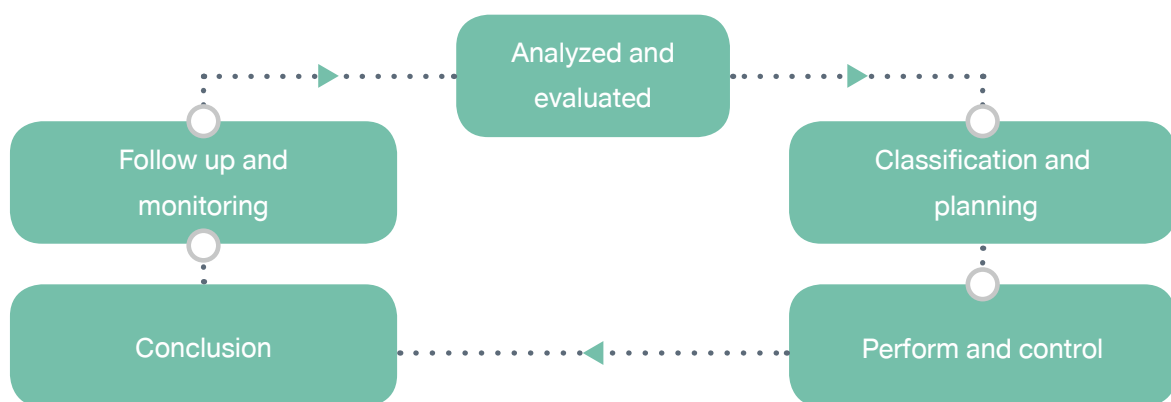 Analyzed and
evaluated
Follow up and
monitoring
Classification and
planning
Conclusion
Perform and control